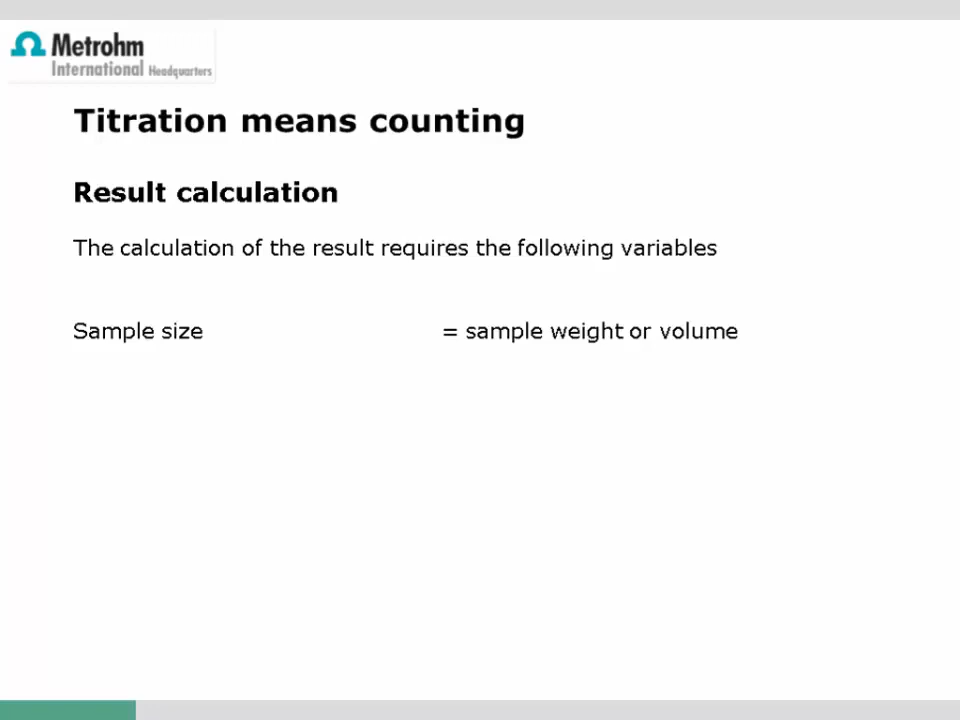 Metrohm
International Headquarters
Titration means counting
Result calculation
The calculation of the result requires the following variables
Sample size = sample weight or volume